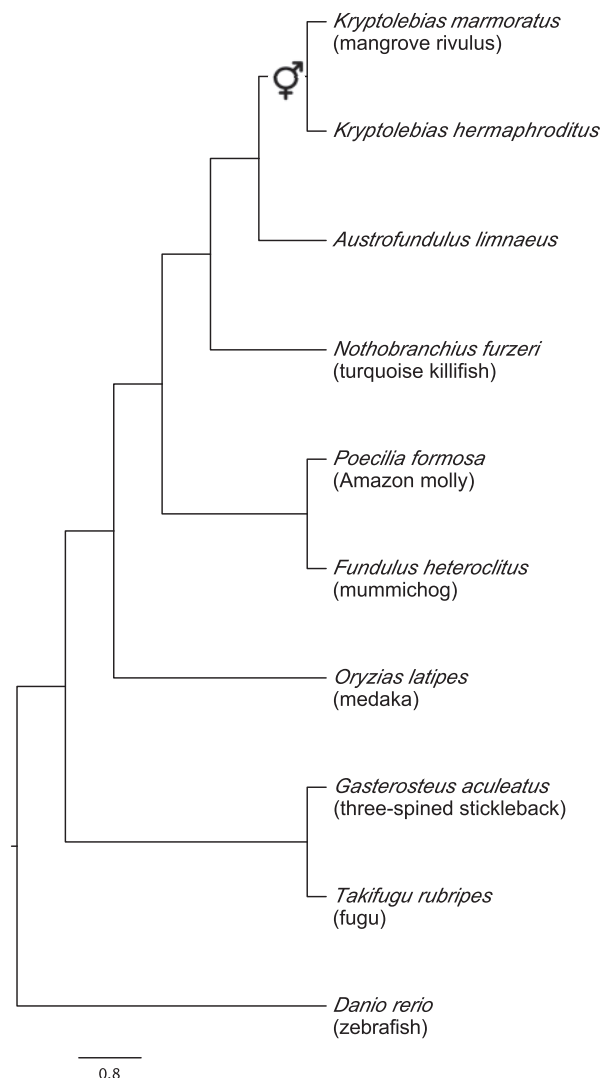 Kryptolebias marmoratus
(mangrove rivulus)
Kryptolebias hermaphroditus
Austrofundulus limnaeus
Nothobranchius furzeri
(turquoise killifish)
Poecilia formosa
(Amazon molly)
Fundulus heteroclitus
(mummichog)
Oryzias latipes
(medaka)
Gasterosteus aculeatus
(three-spined stickleback)
Takifugu rubripes
(fugu)
Danio rerio
(zebrafish)
0.8